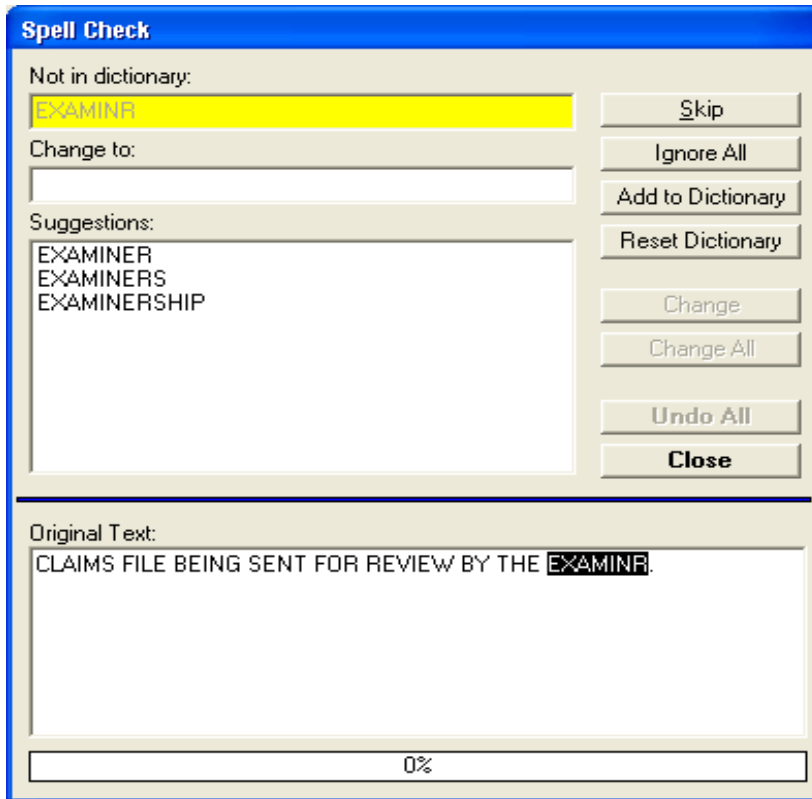 Spell Check
Not in dictionary:
EXAMINR
Skip
Change to:
Ignore All
Add to Dictionary
Suggestions:
Reset Dictionary
EXAMINER
EXAMINERS
EXAMINERSHIP
Change
Change All
Undo All
Close
Original Text:
CLAIMS FILE BEING SENT FOR REVIEW BY THE EXAMINR.
0%